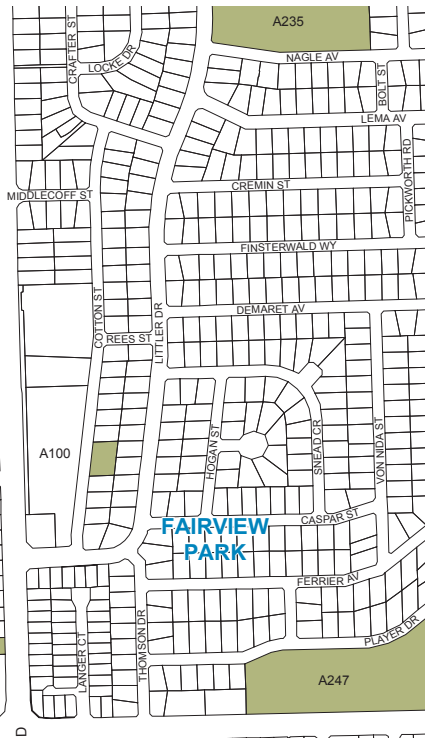 A235
CRAFTER ST
LOCKE DR
NAGLE AV
BOLT ST
LEMA AV
PICKWORTH RD
CREMIN ST
MIDDLECOFF ST
FINSTERWALD WY
COTTON ST
LITTLER DR
DEMARET AV
REES ST
A100
HOGAN ST
SNEAD CR
VON NIDA ST
CASPAR ST
FAIRVIEW
PARK
FERRIER AV
THOMSON DR
LANGER CT
PLAYER DR
A247
D